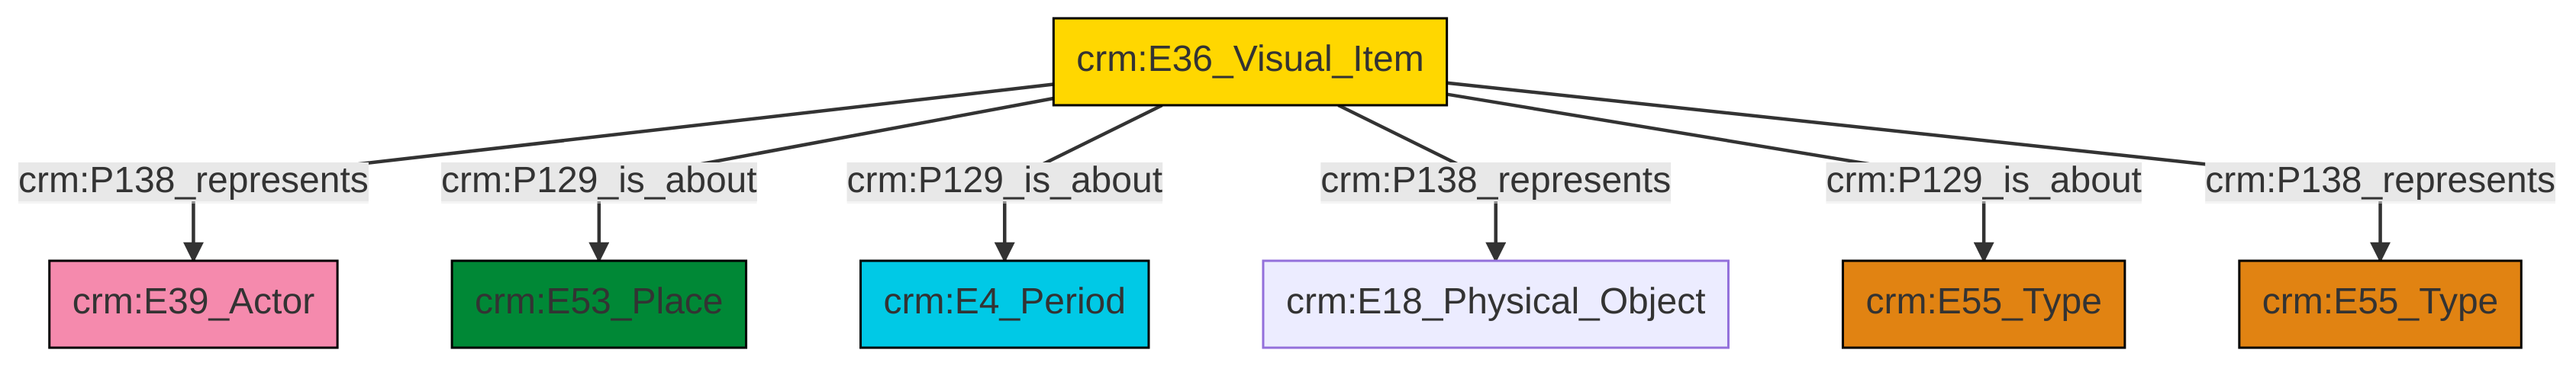 crm:E36_Visual_Item
crm:P138_represents
crm:P129_is_about
crm:P129_is_about
crm:P138_represents
crm:P129_is_about
crm:P138_represents
crm:E39_Actor
crm:E53_Place
crm:E4_Period
crm:E18_Physical_Object
crm:E55_Type
crm:E55_Type